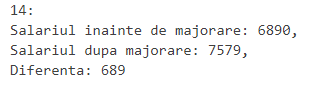 14:
Salariul inainte de majorare: 6890,
Salariul dupa majorare: 7579,
Diferenta: 689